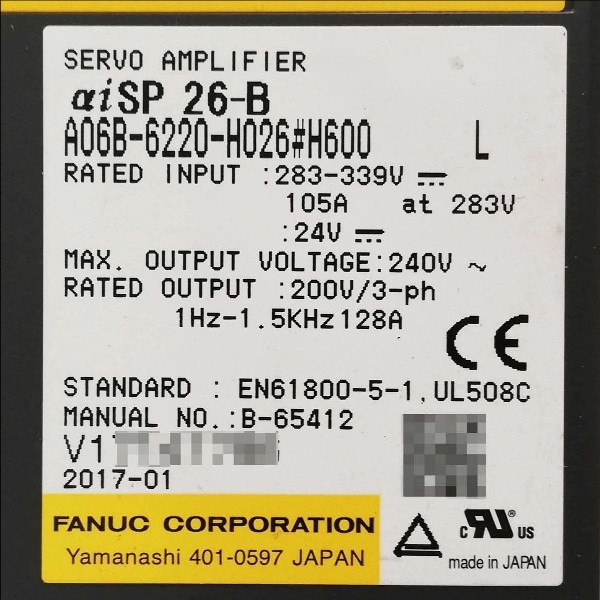 SERVO AMPLIFIER
αiSP 26-B
A06B-6220-H026#H600 L
RATED INPUT :283-339V
105A at 283V
:24V
MAX. OUTPUT VOLTAGE:240V ~
RATED OUTPUT :200V/3-ph
1Hz-1.5KHz 128A
CE
STANDARD : EN61800-5-1, UL508C
MANUAL NO.:B-65412
V1
2017-01
FANUC CORPORATION
Yamanashi 401-0597 JAPAN
c RU® US
made in JAPAN